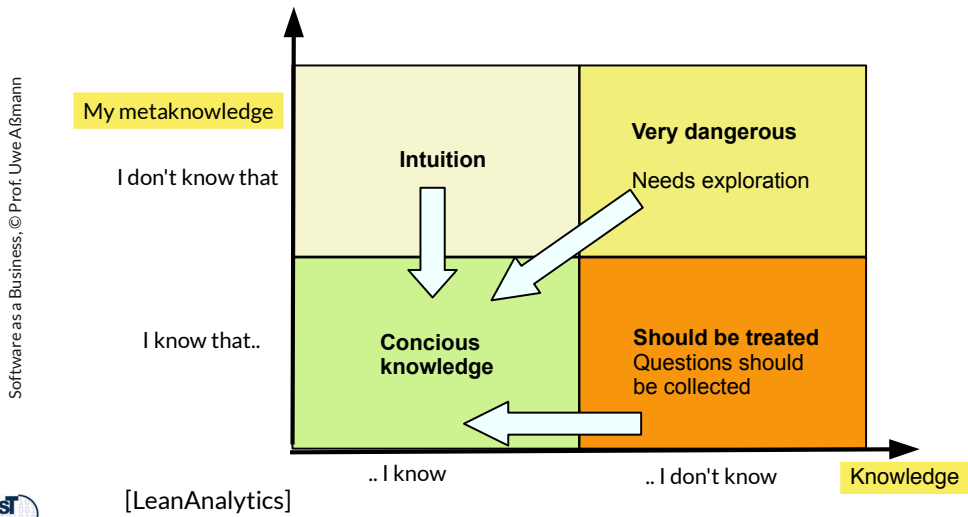 Software as a Business, © Prof. Uwe Aßmann
My metaknowledge
I don't know that
Intuition
Very dangerous
Needs exploration
I know that..
Concious
knowledge
Should be treated
Questions should
be collected
.. I know
.. I don't know
Knowledge
[LeanAnalytics]